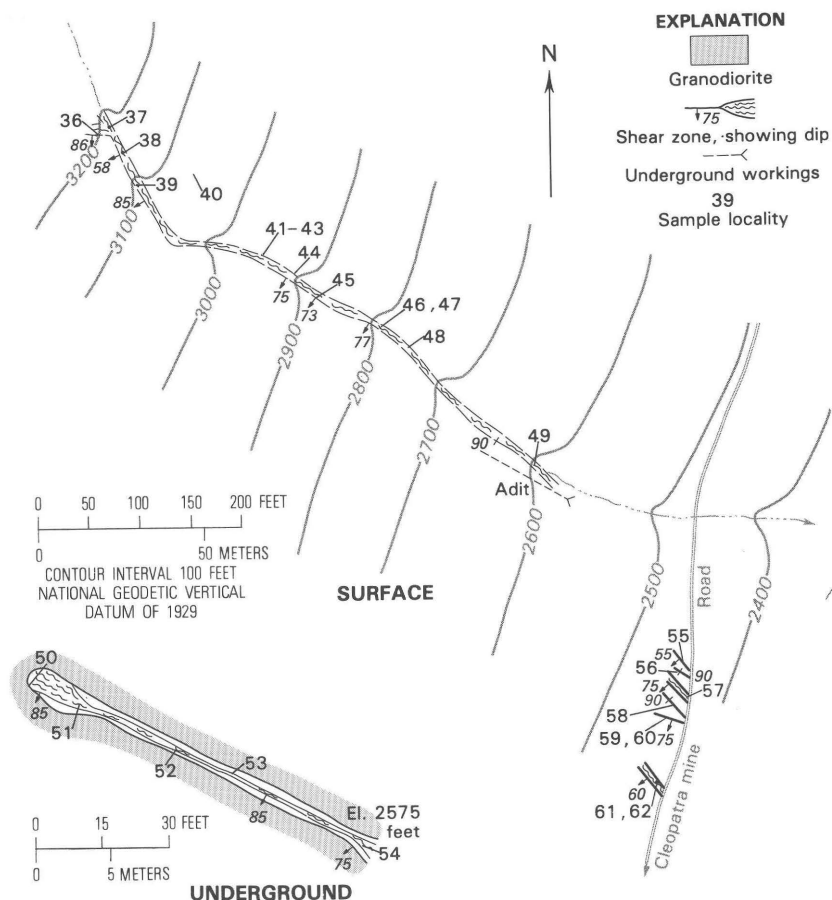 EXPLANATION
Granodiorite
75
Shear zone, showing dip
Underground workings
39
Sample locality
N
36
37
86
38
58
39
40
85
3200
3100
41-43
3000
44
75
45
73
2900
46, 47
77
48
2800
2700
90
49
Adit
2600
2500
Road
2400
0 50 100 150 200 FEET
0 50 METERS
CONTOUR INTERVAL 100 FEET
NATIONAL GEODETIC VERTICAL
DATUM OF 1929
SURFACE
55
55
56
90
75
57
90
58
59, 60
75
60
61, 62
Cleopatra mine
50
85
51
52
53
85
El. 2575
feet
54
75
0 15 30 FEET
0 5 METERS
UNDERGROUND